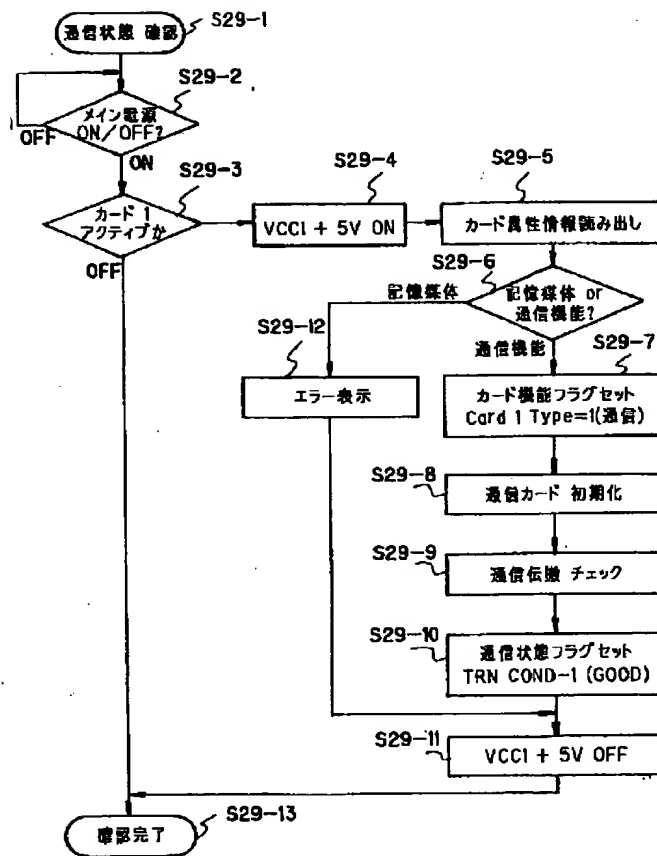 通信状態 確認
S29-1
S29-2
メイン電源
ON/OFF?
OFF
ON
S29-3
カード 1
アクティブか
OFF
S29-4
VCC1 + 5V ON
S29-5
カード属性情報読み出し
S29-6
記憶媒体 or
通信機能?
記憶媒体
通信機能
S29-12
エラー表示
S29-7
カード機能フラグセット
Card 1 Type=1(通信)
S29-8
通信カード 初期化
S29-9
通信伝搬 チェック
S29-10
通信状態フラグセット
TRN COND-1 (GOOD)
S29-11
VCC1 + 5V OFF
S29-13
確認完了